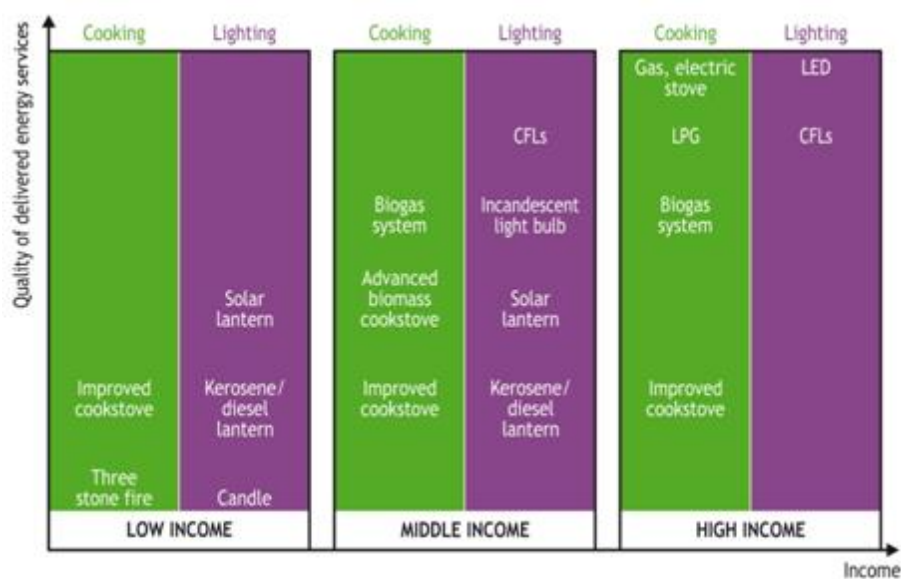 Quality of delivered energy services
Cooking
Lighting
Solar
lantern
Improved
cookstove
Kerosene/
diesel
lantern
Three
stone fire
Candle
LOW INCOME
Cooking
Lighting
CFLs
Biogas
system
Incandescent
light bulb
Advanced
biomass
cookstove
Solar
lantern
Improved
cookstove
Kerosene/
diesel
lantern
MIDDLE INCOME
Cooking
Lighting
Gas, electric
stove
LED
LPG
CFLs
Biogas
system
Improved
cookstove
HIGH INCOME
Income